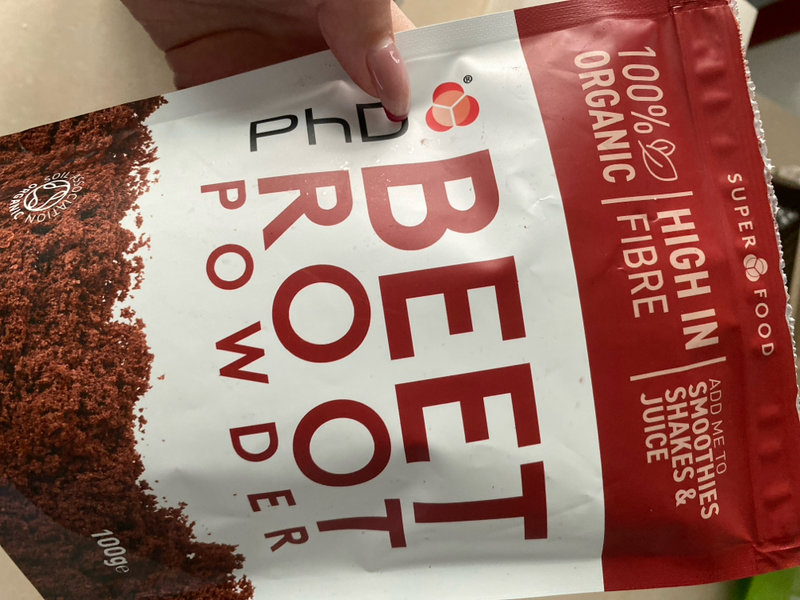 SUPER FOOD
100%
ORGANIC
HIGH IN
FIBRE
ADD ME TO
SMOOTHIES
SHAKES &
JUICE
PhD®
BEET
ROOT
POWDER
100g℮